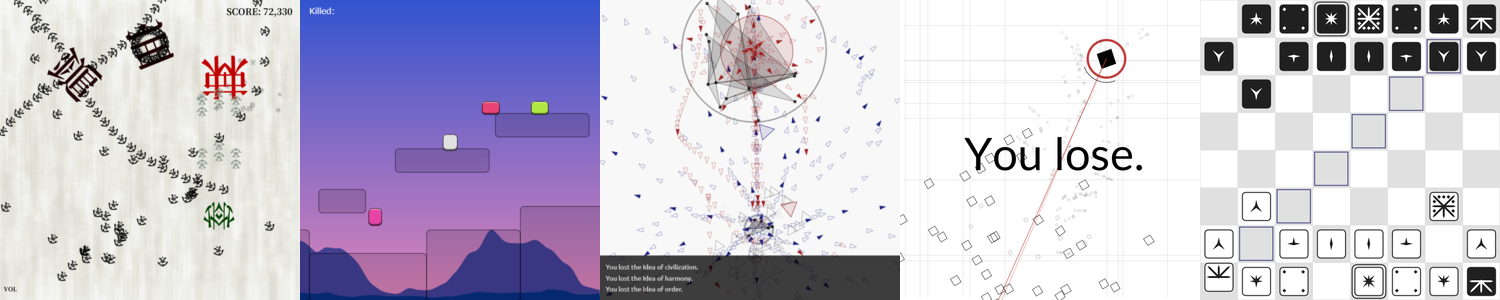 SCORE: 72,330
VOL
Killed:
You lost the Idea of civilization.
You lost the Idea of harmony.
You lost the Idea of order.
You lose.